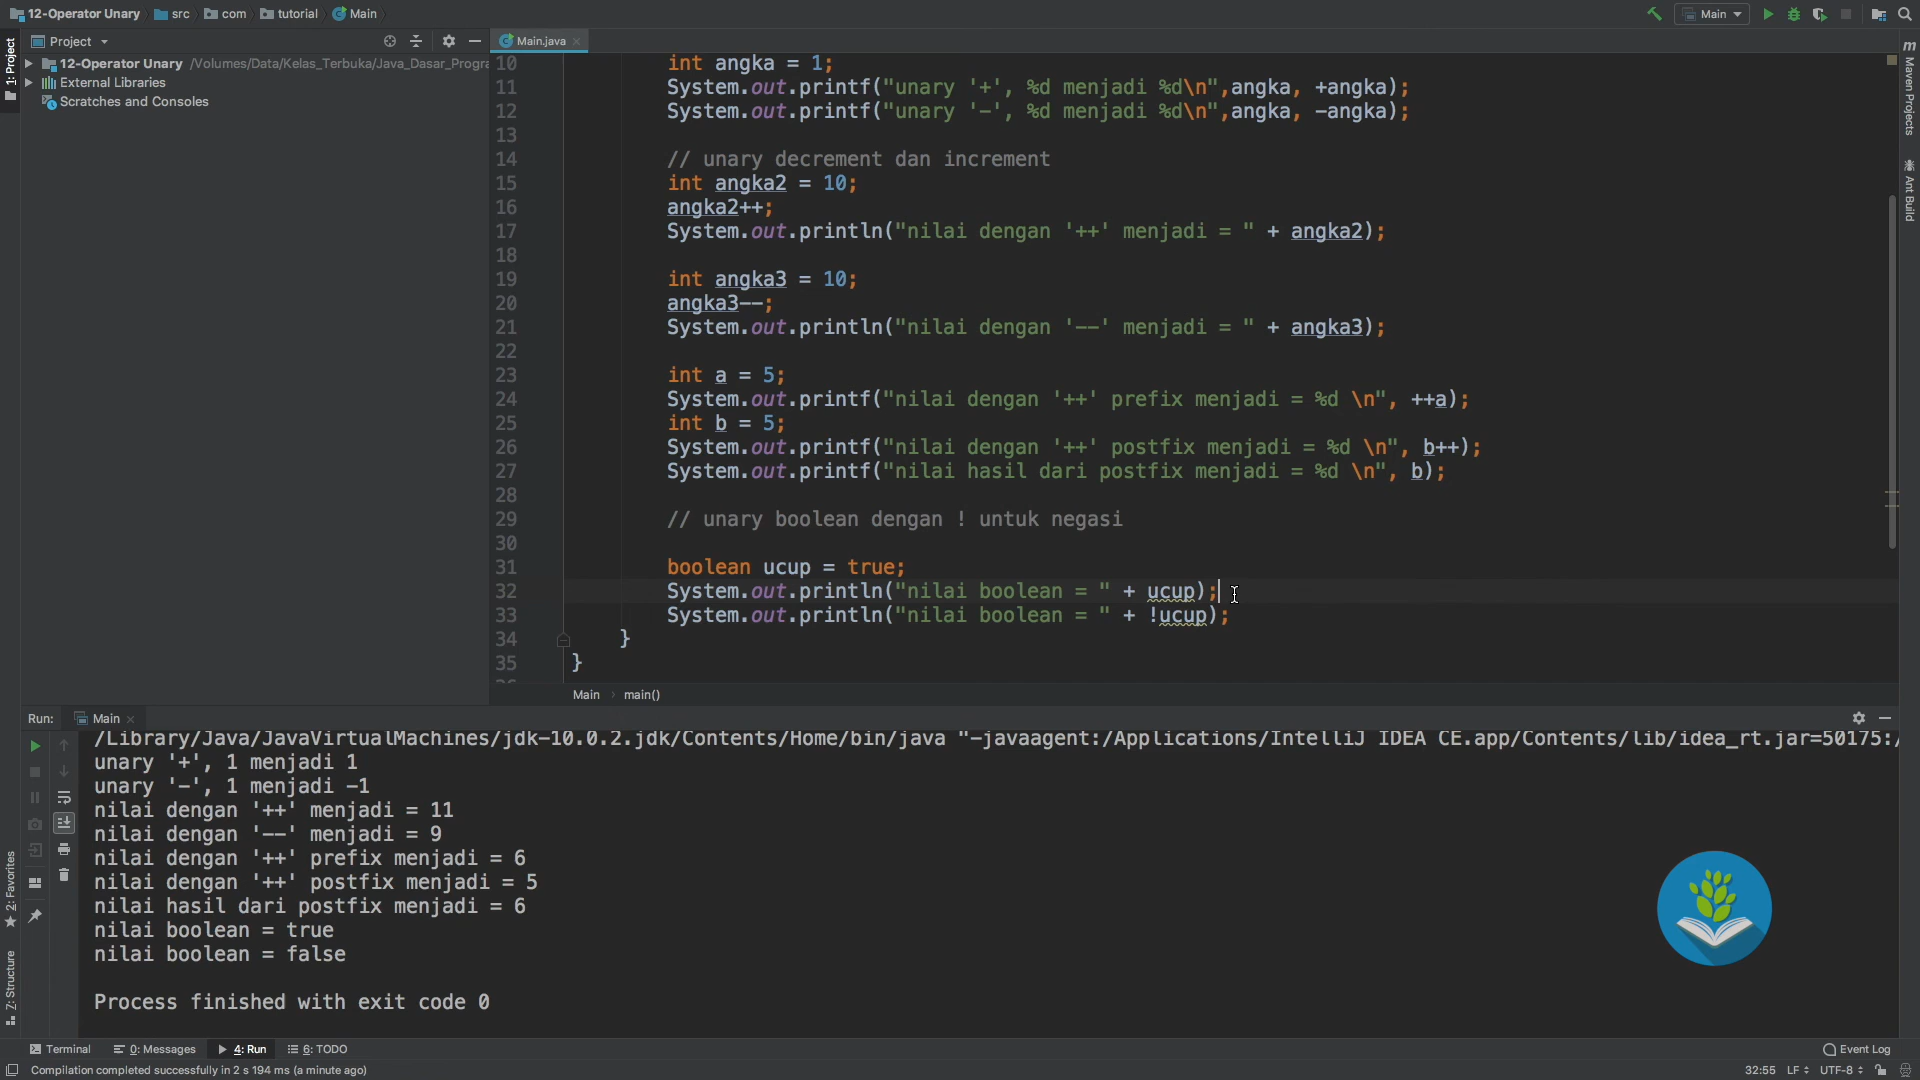 12-Operator Unary src com tutorial Main
Main
Project
Main.java
1: Project
12-Operator Unary /Volumes/Data/Kelas_Terbuka/Java_Dasar_Progra
External Libraries
Scratches and Consoles
Maven Projects
Ant Build
10 int angka = 1;
11 System.out.printf("unary '+', %d menjadi %d\n",angka, +angka);
12 System.out.printf("unary '-', %d menjadi %d\n",angka, -angka);
13
14 // unary decrement dan increment
15 int angka2 = 10;
16 angka2++;
17 System.out.println("nilai dengan '++' menjadi = " + angka2);
18
19 int angka3 = 10;
20 angka3--;
21 System.out.println("nilai dengan '--' menjadi = " + angka3);
22
23 int a = 5;
24 System.out.printf("nilai dengan '++' prefix menjadi = %d \n", ++a);
25 int b = 5;
26 System.out.printf("nilai dengan '++' postfix menjadi = %d \n", b++);
27 System.out.printf("nilai hasil dari postfix menjadi = %d \n", b);
28
29 // unary boolean dengan ! untuk negasi
30
31 boolean ucup = true;
32 System.out.println("nilai boolean = " + ucup);
33 System.out.println("nilai boolean = " + !ucup);
34 }
35 }
Main main()
Run: Main
/Library/Java/JavaVirtualMachines/jdk-10.0.2.jdk/Contents/Home/bin/java "-javaagent:/Applications/IntelliJ IDEA CE.app/Contents/lib/idea_rt.jar=50175:/
unary '+', 1 menjadi 1
unary '-', 1 menjadi -1
nilai dengan '++' menjadi = 11
nilai dengan '--' menjadi = 9
nilai dengan '++' prefix menjadi = 6
nilai dengan '++' postfix menjadi = 5
nilai hasil dari postfix menjadi = 6
nilai boolean = true
nilai boolean = false
Process finished with exit code 0
2: Favorites
7: Structure
Terminal 0: Messages 4: Run 6: TODO
Event Log
Compilation completed successfully in 2 s 194 ms (a minute ago)
32:55 LF UTF-8